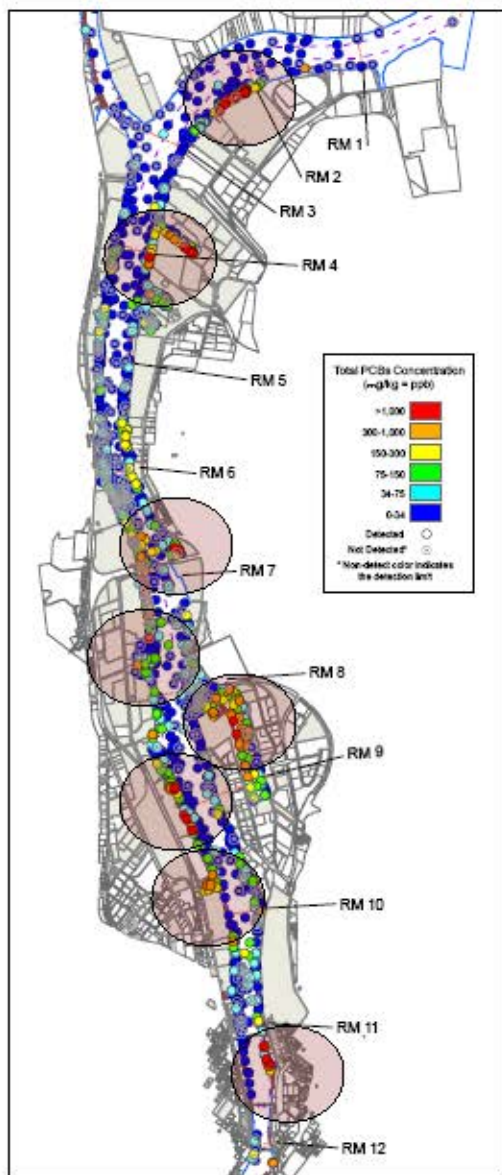 RM 1
RM 2
RM 3
RM 4
RM 5
RM 6
RM 7
RM 8
RM 9
RM 10
RM 11
RM 12
Total PCBs Concentration
(mg/kg = ppb)
>1,000
300-1,000
150-300
75-150
34-75
0-34
Detected
Not Detected*
* Non-detect color indicates
the detection limit